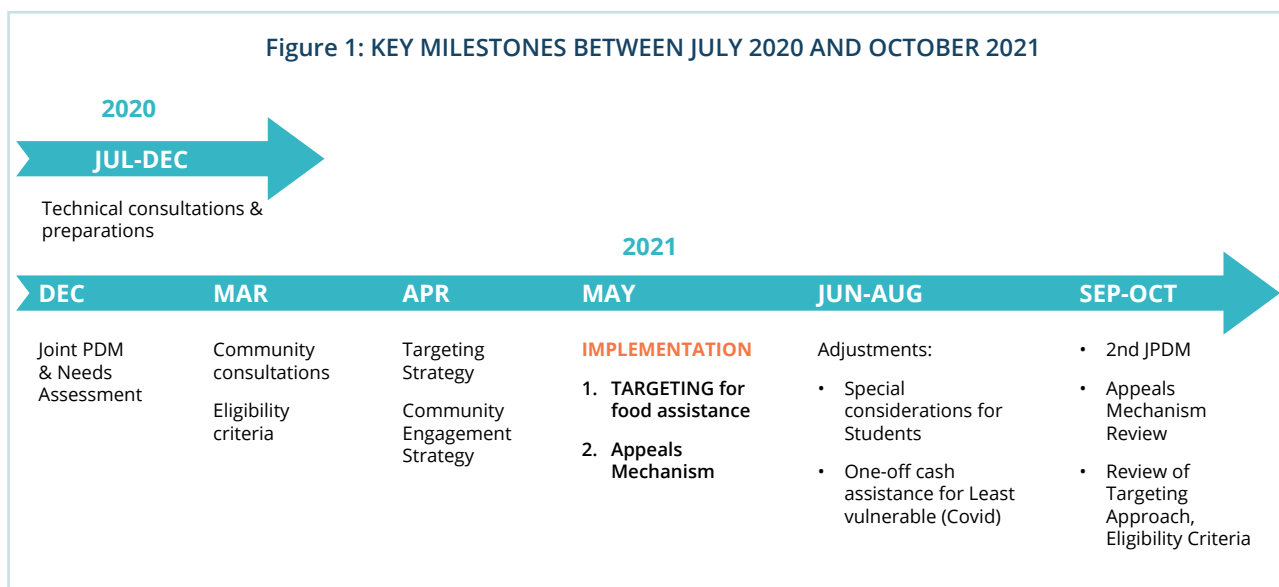 Figure 1: KEY MILESTONES BETWEEN JULY 2020 AND OCTOBER 2021
2020
JUL-DEC
Technical consultations &
preparations
2021
DEC
MAR
APR
MAY
JUN-AUG
SEP-OCT
Joint PDM
& Needs
Assessment
Community
consultations
Eligibility
criteria
Targeting
Strategy
Community
Engagement
Strategy
IMPLEMENTATION
1. TARGETING for
food assistance
2. Appeals
Mechanism
Adjustments:
• Special
considerations for
Students
• One-off cash
assistance for Least
vulnerable (Covid)
• 2nd JPDM
• Appeals
Mechanism
Review
• Review of
Targeting
Approach,
Eligibility Criteria